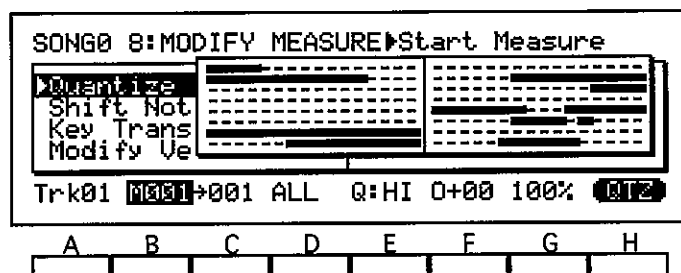 SONG0 8:MODIFY MEASURE▶Start Measure
▶Quantize
Shift Not
Key Trans
Modify Ve
Trk01 M001→001 ALL Q:HI O+00 100% QTZ
A B C D E F G H